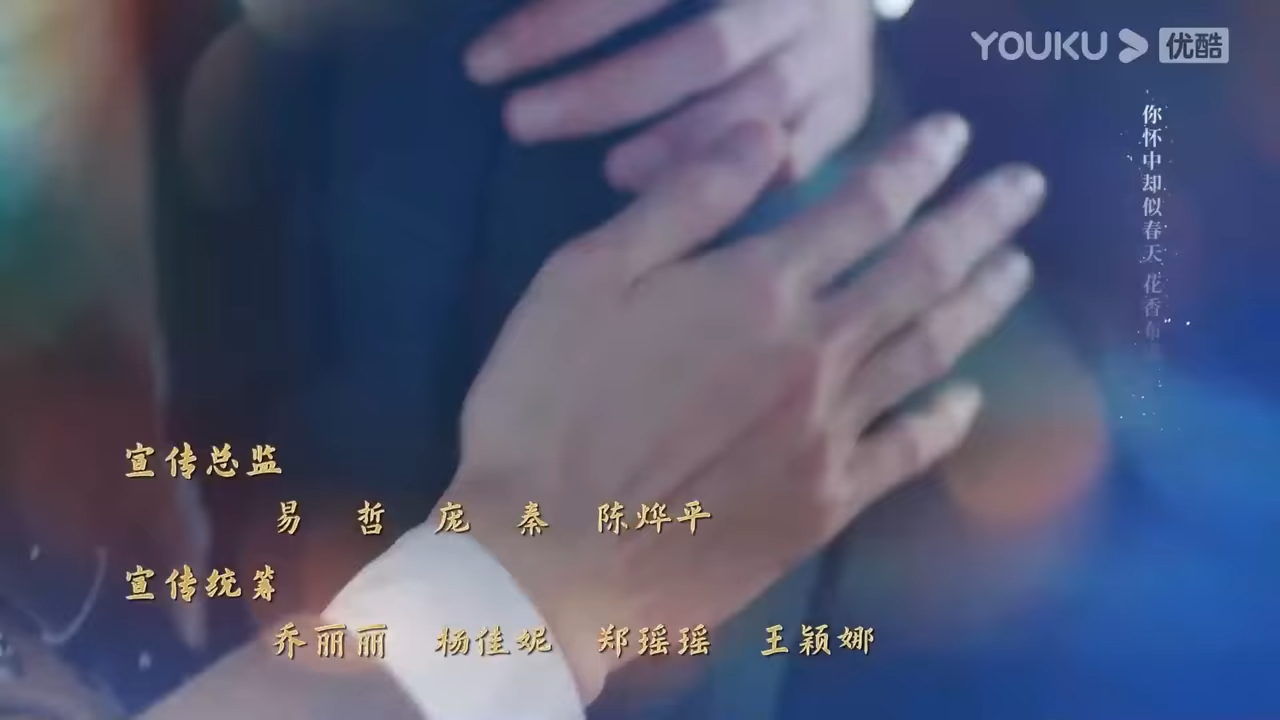 YOUKU 优酷
你怀中却似春天 花香布
宣传总监
易哲 庞秦 陈烨平
宣传统筹
乔丽丽 杨佳妮 郑瑶瑶 王颖娜